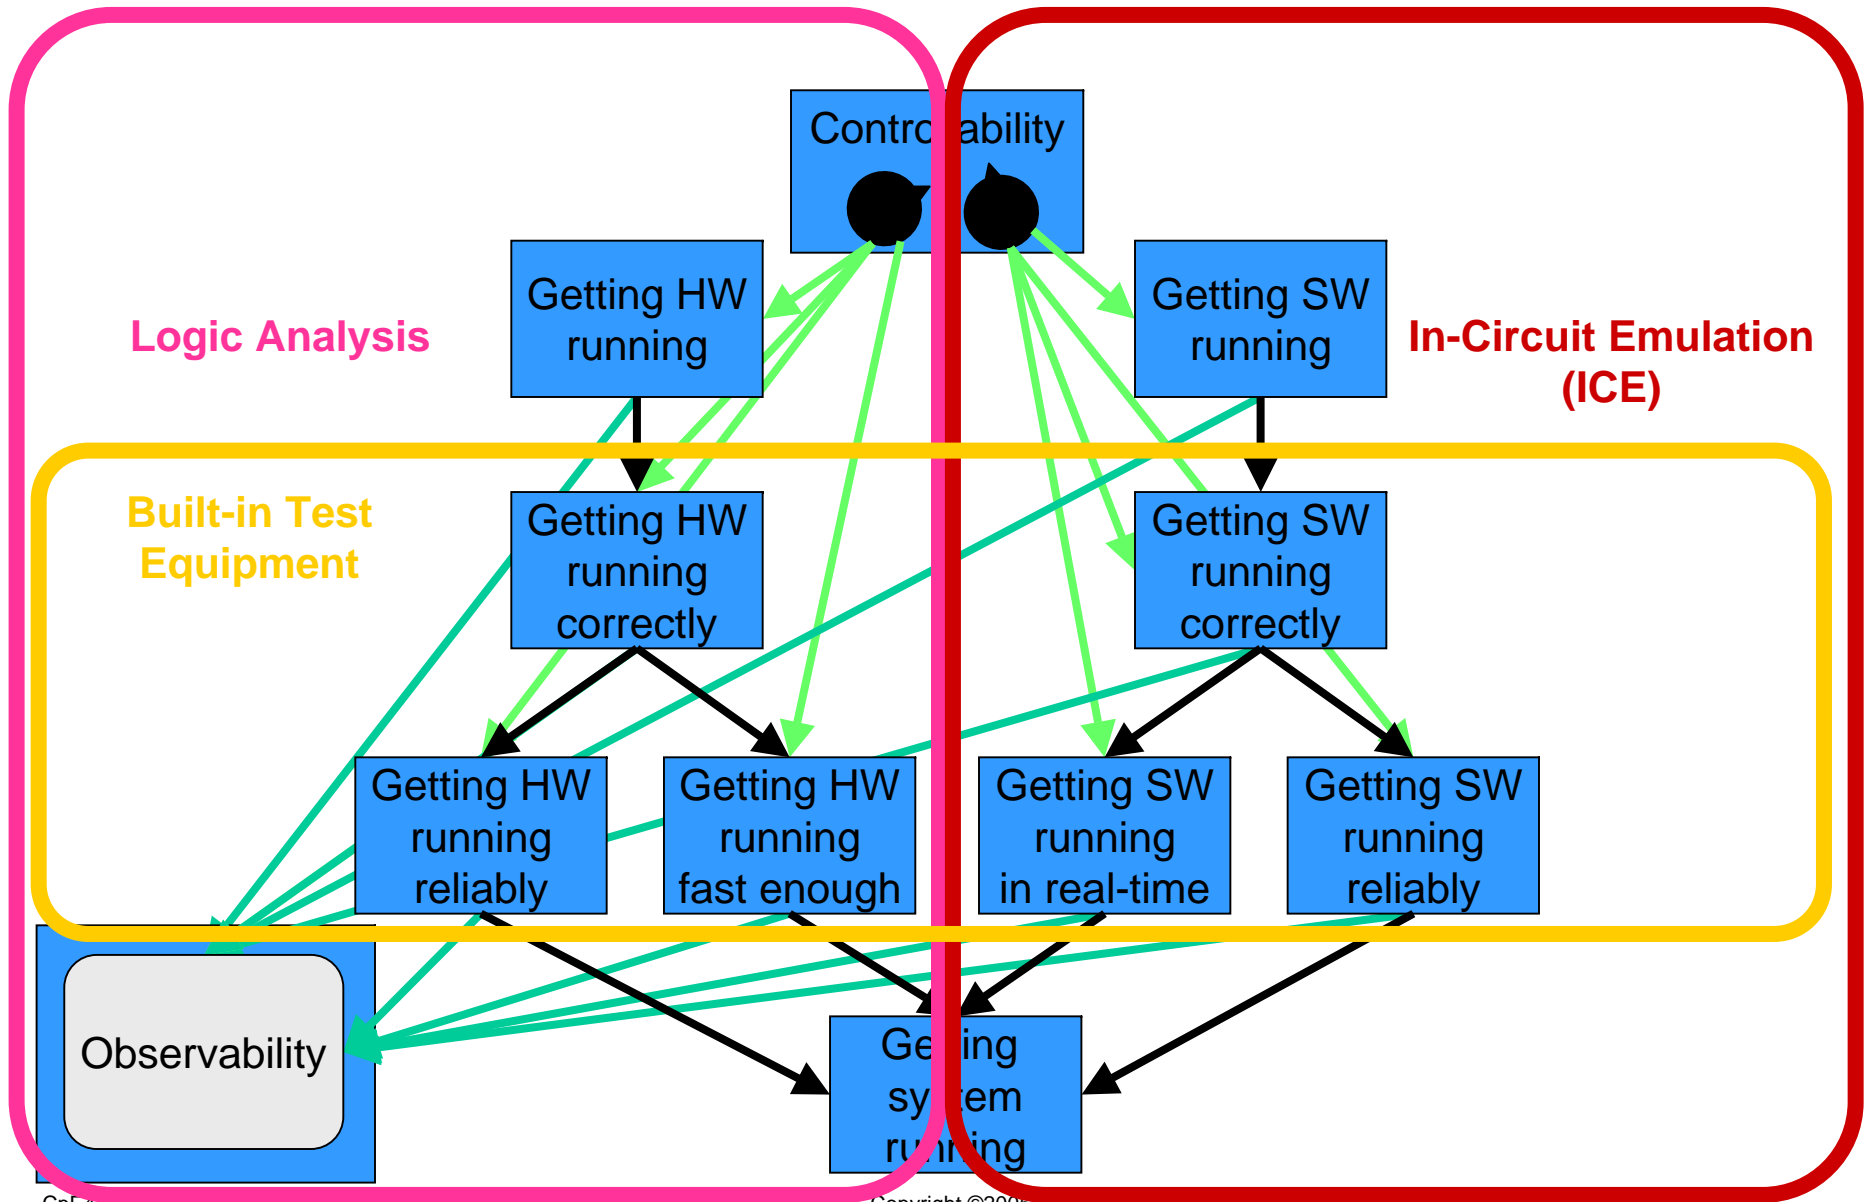 Controllability
Getting HW
running
Getting SW
running
Logic Analysis
In-Circuit Emulation
(ICE)
Built-in Test
Equipment
Getting HW
running
correctly
Getting SW
running
correctly
Getting HW
running
reliably
Getting HW
running
fast enough
Getting SW
running
in real-time
Getting SW
running
reliably
Observability
Getting
system
running
Copyright